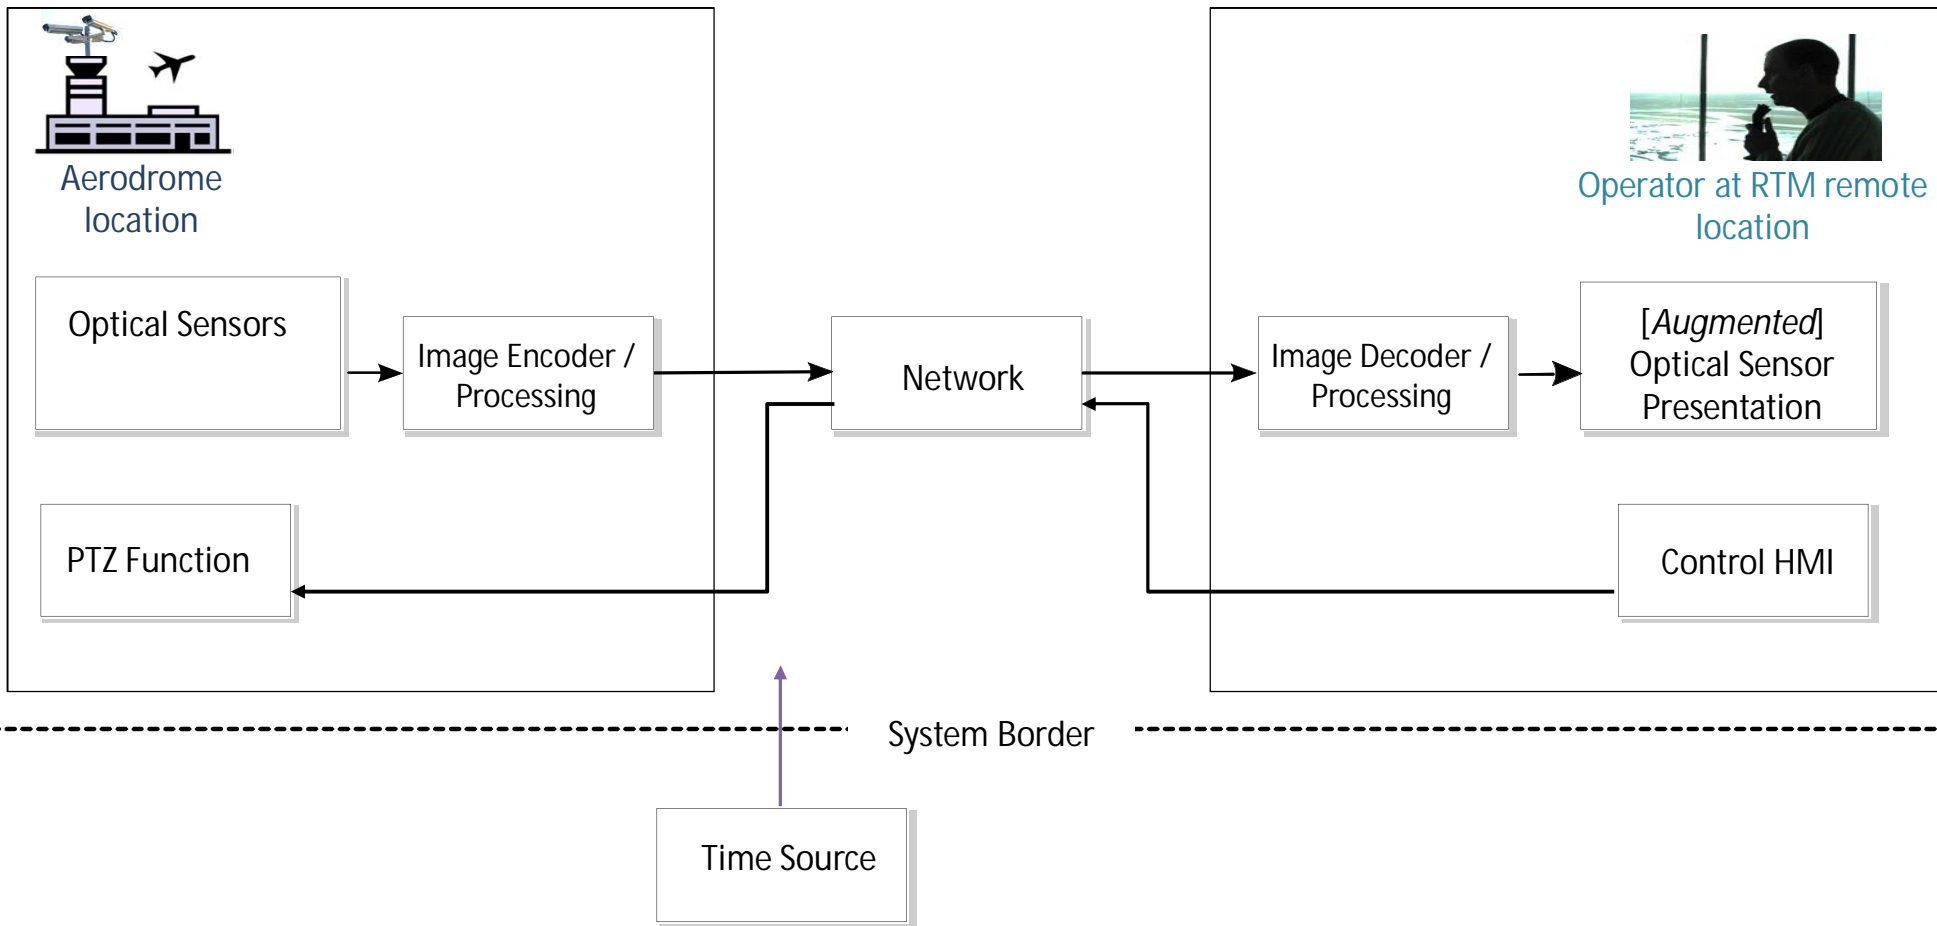 Aerodrome
location
Operator at RTM remote
location
Optical Sensors
Image Encoder /
Processing
Network
Image Decoder /
Processing
[Augmented]
Optical Sensor
Presentation
PTZ Function
Control HMI
System Border
Time Source